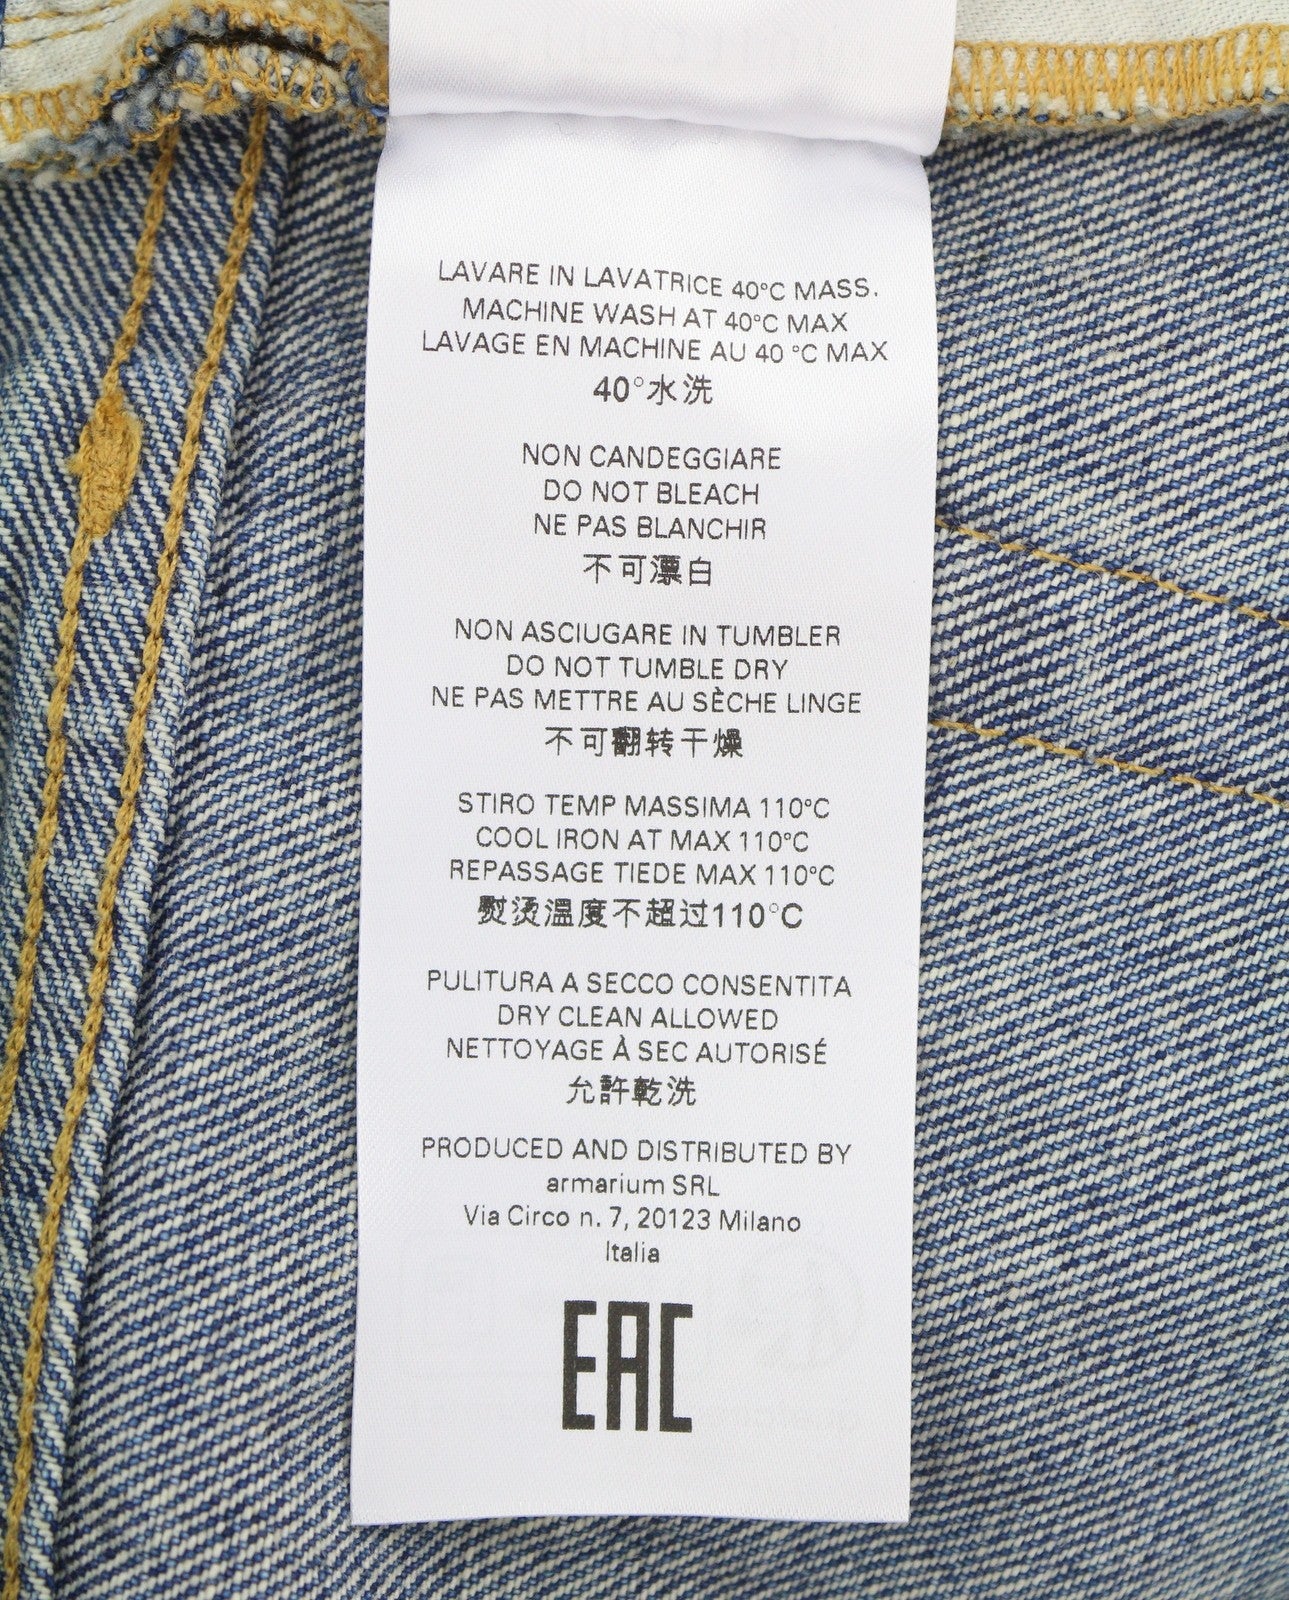 LAVARE IN LAVATRICE 40°C MASS.
MACHINE WASH AT 40°C MAX
LAVAGE EN MACHINE AU 40 °C MAX
40°水洗
NON CANDEGGIARE
DO NOT BLEACH
NE PAS BLANCHIR
不可漂白
NON ASCIUGARE IN TUMBLER
DO NOT TUMBLE DRY
NE PAS METTRE AU SÈCHE LINGE
不可翻转干燥
STIRO TEMP MASSIMA 110°C
COOL IRON AT MAX 110°C
REPASSAGE TIEDE MAX 110°C
熨烫溫度不超过110°C
PULITURA A SECCO CONSENTITA
DRY CLEAN ALLOWED
NETTOYAGE À SEC AUTORISÉ
允許乾洗
PRODUCED AND DISTRIBUTED BY
armarium SRL
Via Circo n. 7, 20123 Milano
Italia
EAC